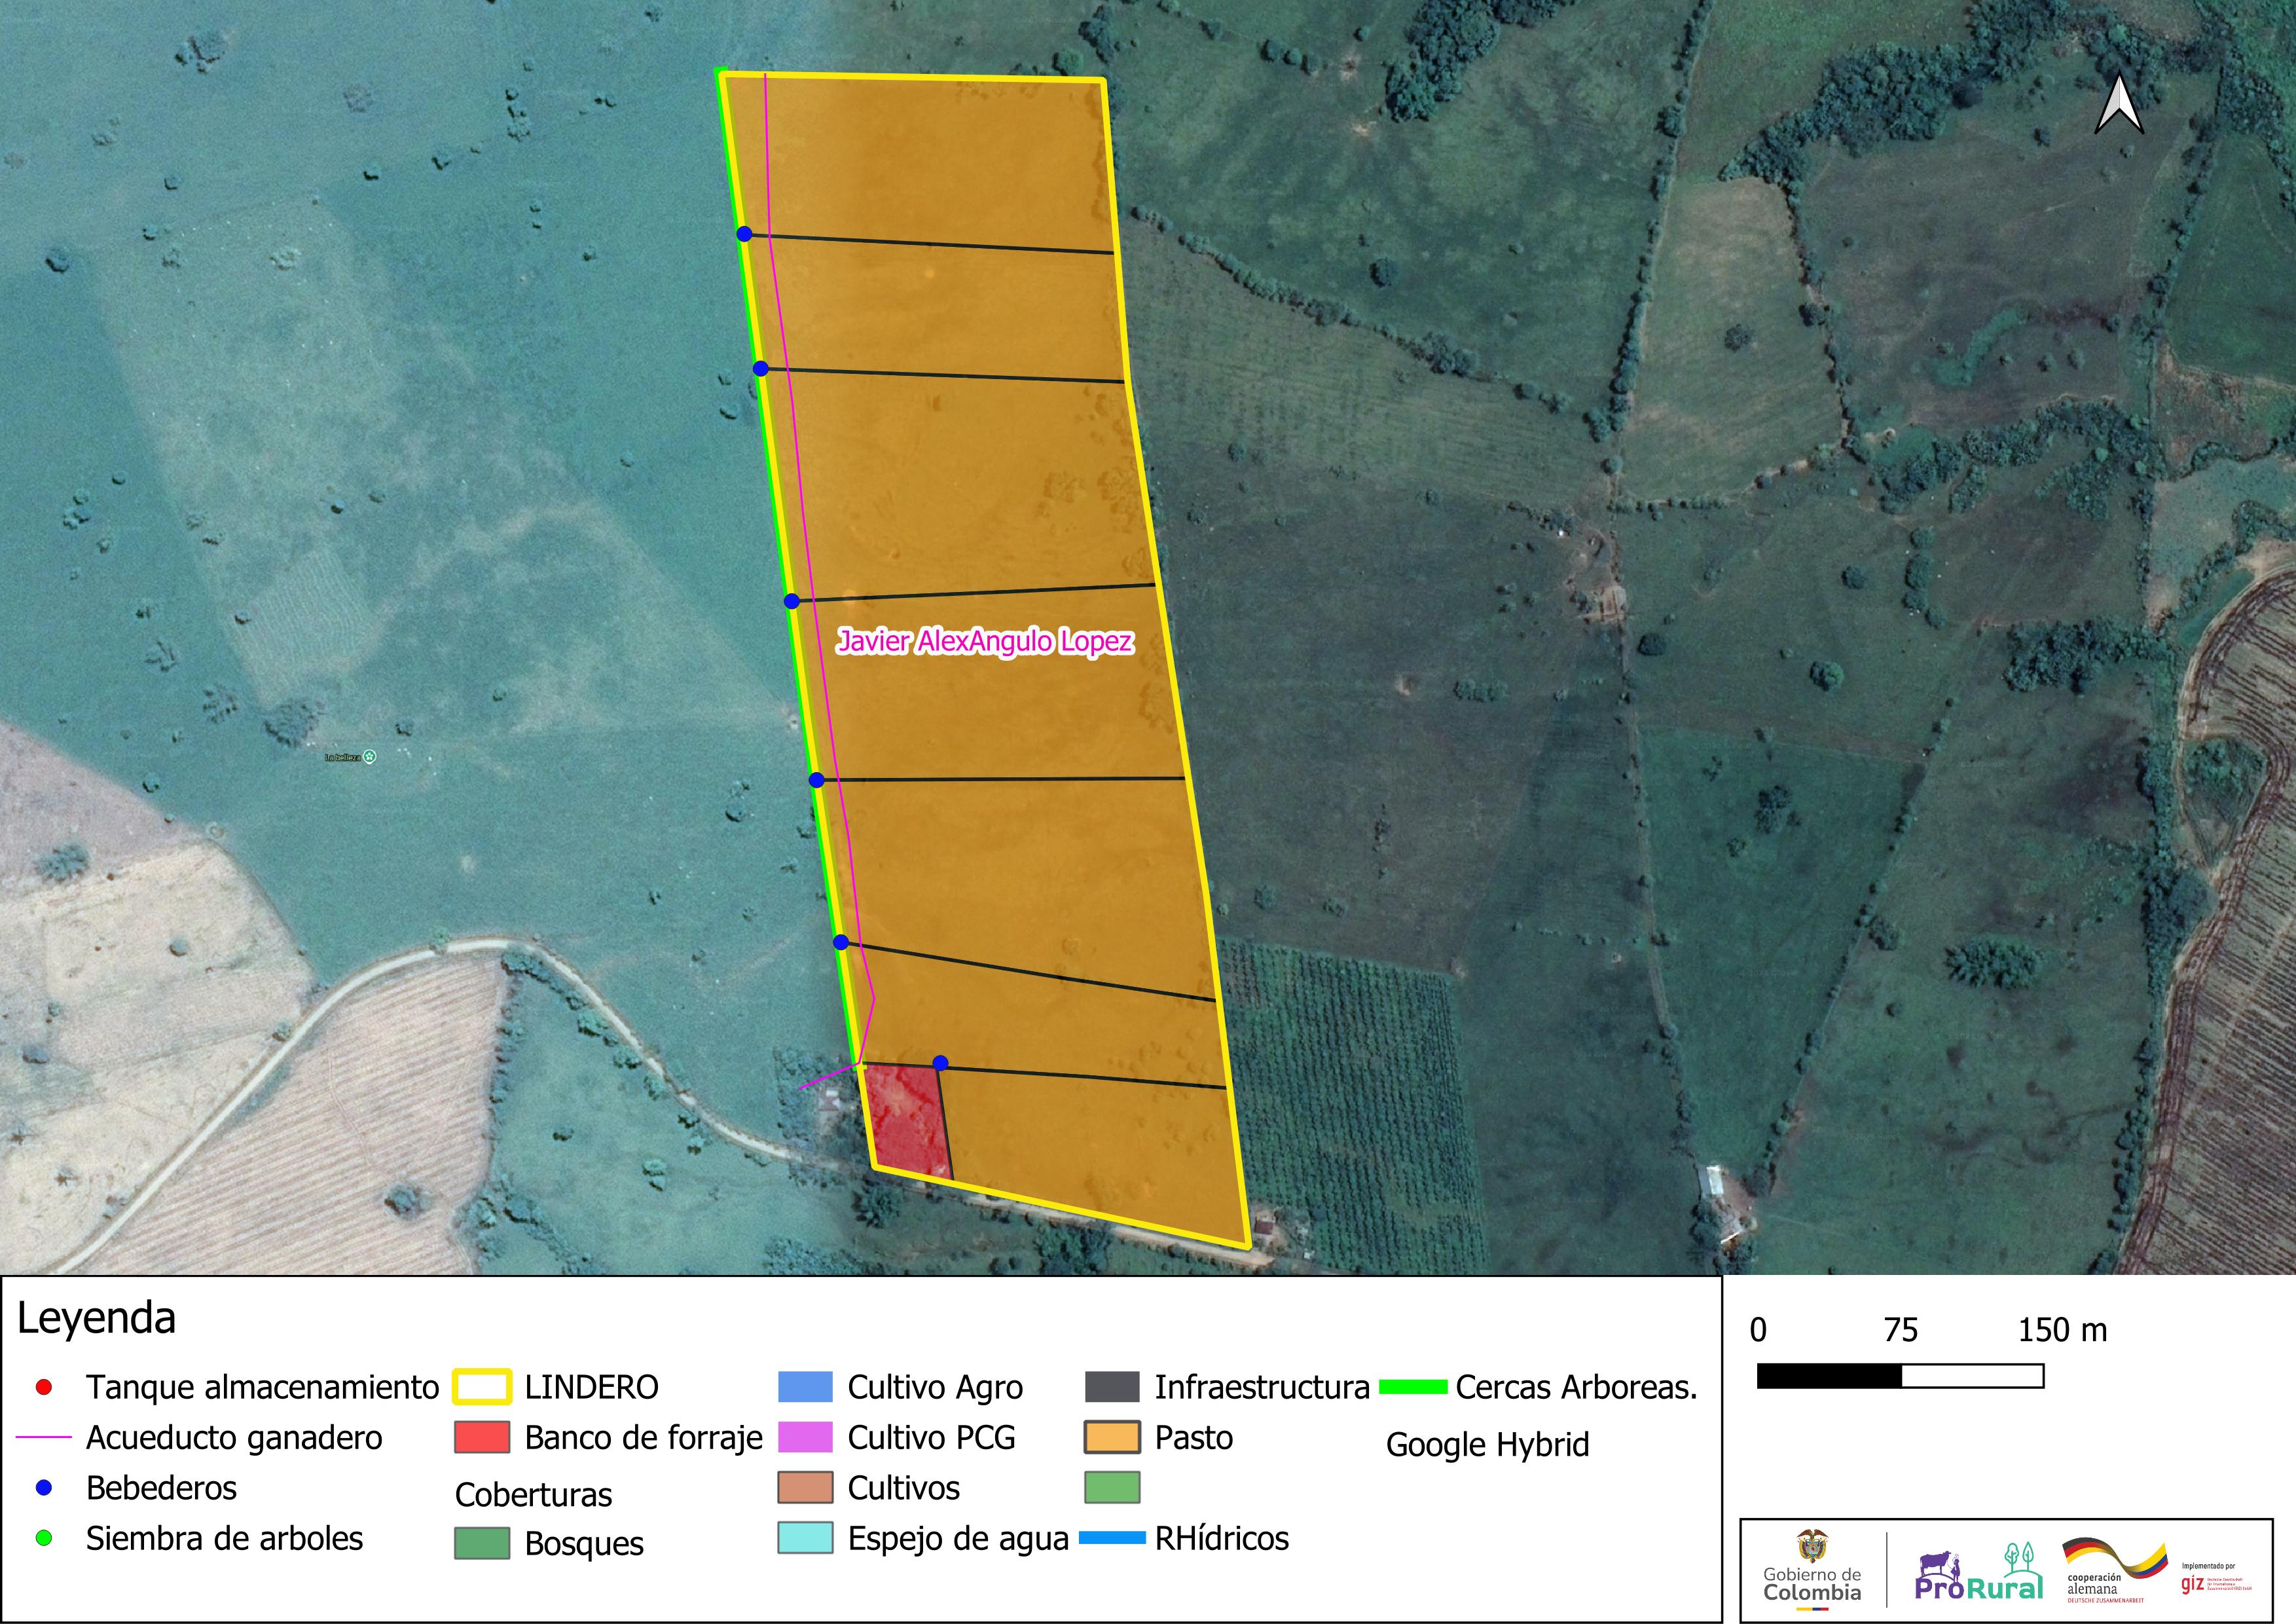 Javier AlexAngulo Lopez
La belleza
Leyenda
Tanque almacenamiento
Acueducto ganadero
Bebederos
Siembra de arboles
LINDERO
Banco de forraje
Coberturas
Bosques
Cultivo Agro
Cultivo PCG
Cultivos
Espejo de agua
Infraestructura
Pasto
RHídricos
Cercas Arboreas.
Google Hybrid
0 75 150 m
Gobierno de
Colombia
ProRural
cooperación
alemana
DEUTSCHE ZUSAMMENARBEIT
Implementado por
giz